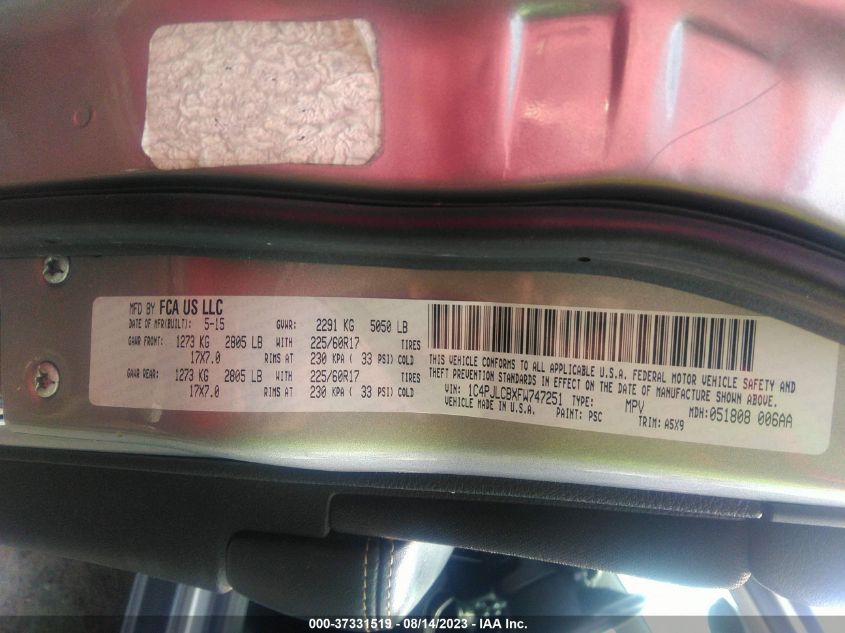 MFD BY FCA US LLC
DATE OF MFR(BUILT): 5-15 GVWR: 2291 KG 5050 LB
GAWR FRONT: 1273 KG 2805 LB WITH 225/60R17 TIRES
17X7.0 RIMS AT 230 KPA ( 33 PSI) COLD
GAWR REAR: 1273 KG 2805 LB WITH 225/60R17 TIRES
17X7.0 RIMS AT 230 KPA ( 33 PSI) COLD
THIS VEHICLE CONFORMS TO ALL APPLICABLE U.S.A. FEDERAL MOTOR VEHICLE SAFETY AND
THEFT PREVENTION STANDARDS IN EFFECT ON THE DATE OF MANUFACTURE SHOWN ABOVE.
VIN: 1C4PJLCBXFW747251 TYPE: MPV MDH: 051808 006AA
VEHICLE MADE IN U.S.A. PAINT: PSC TRIM: A5X9
000-37331519 - 08/14/2023 - IAA Inc.